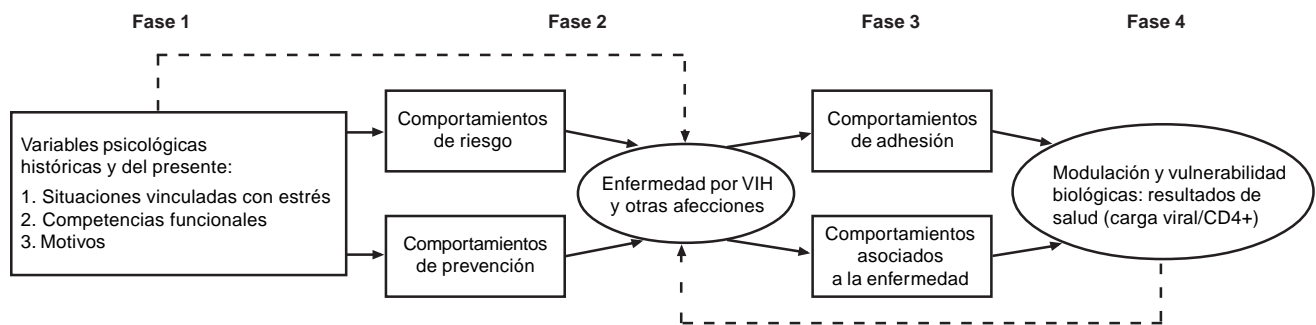 Fase 1
Fase 2
Fase 3
Fase 4
Variables psicológicas
históricas y del presente:
1. Situaciones vinculadas con estrés
2. Competencias funcionales
3. Motivos
Comportamientos
de riesgo
Comportamientos
de prevención
Enfermedad por VIH
y otras afecciones
Comportamientos
de adhesión
Comportamientos
asociados
a la enfermedad
Modulación y vulnerabilidad
biológicas: resultados de
salud (carga viral/CD4+)